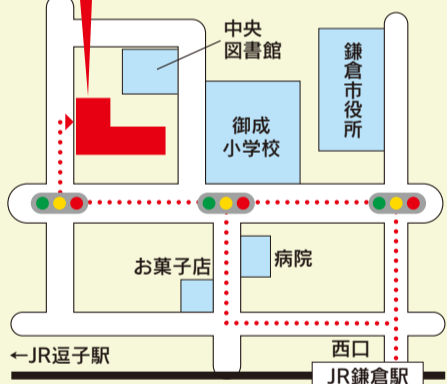 中央
図書館
鎌倉市役所
御成
小学校
お菓子店
病院
←JR逗子駅
西口
JR鎌倉駅